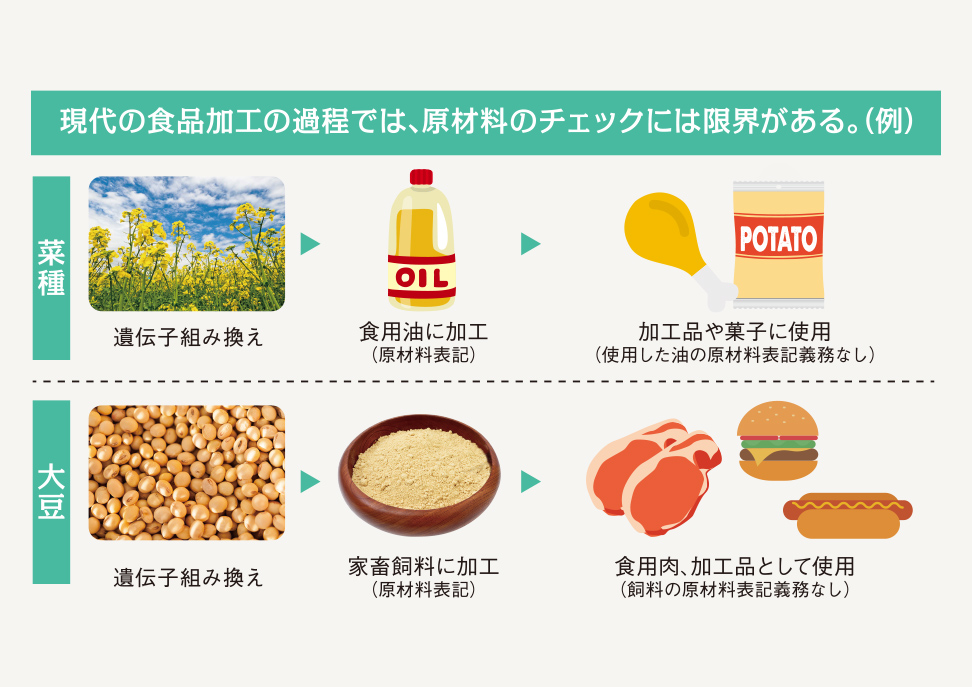 現代の食品加工の過程では、原材料のチェックには限界がある。(例)
菜種
遺伝子組み換え
OIL
食用油に加工
(原材料表記)
POTATO
加工品や菓子に使用
(使用した油の原材料表記義務なし)
大豆
遺伝子組み換え
家畜飼料に加工
(原材料表記)
食用肉、加工品として使用
(飼料の原材料表記義務なし)